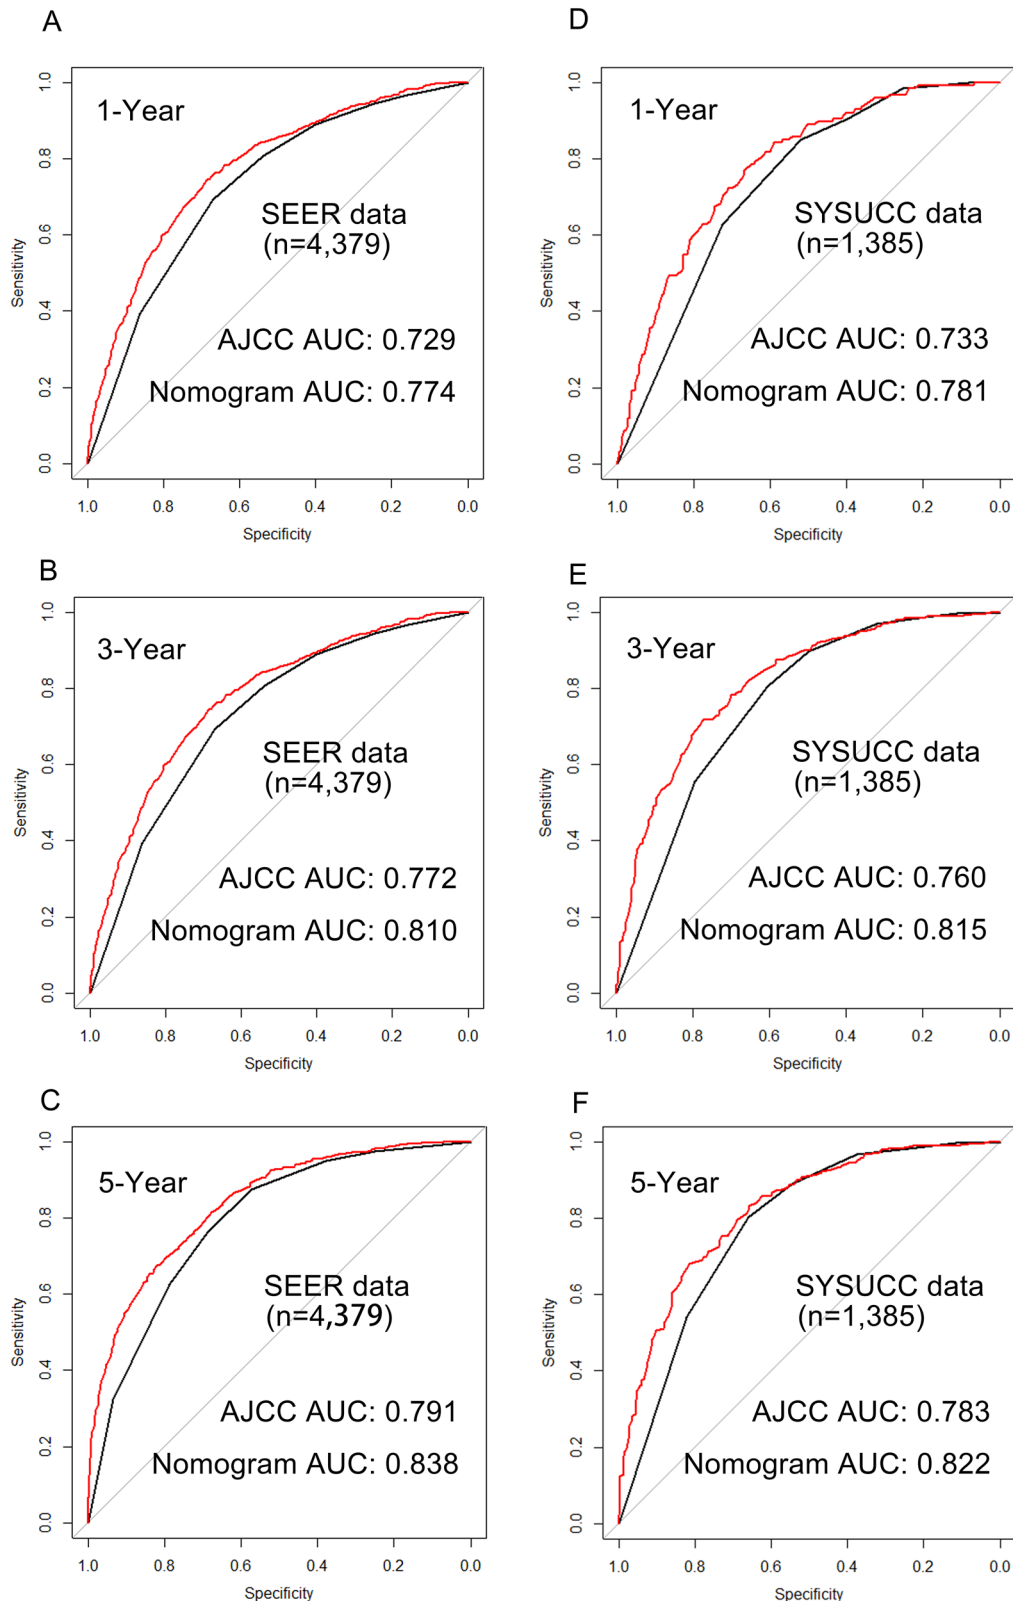 A
1-Year
SEER data
(n=4,379)
AJCC AUC: 0.729
Nomogram AUC: 0.774
Sensitivity
0.0 0.2 0.4 0.6 0.8 1.0
1.0 0.8 0.6 0.4 0.2 0.0
Specificity
D
1-Year
SYSUCC data
(n=1,385)
AJCC AUC: 0.733
Nomogram AUC: 0.781
Sensitivity
0.0 0.2 0.4 0.6 0.8 1.0
1.0 0.8 0.6 0.4 0.2 0.0
Specificity
B
3-Year
SEER data
(n=4,379)
AJCC AUC: 0.772
Nomogram AUC: 0.810
Sensitivity
0.0 0.2 0.4 0.6 0.8 1.0
1.0 0.8 0.6 0.4 0.2 0.0
Specificity
E
3-Year
SYSUCC data
(n=1,385)
AJCC AUC: 0.760
Nomogram AUC: 0.815
Sensitivity
0.0 0.2 0.4 0.6 0.8 1.0
1.0 0.8 0.6 0.4 0.2 0.0
Specificity
C
5-Year
SEER data
(n=4,379)
AJCC AUC: 0.791
Nomogram AUC: 0.838
Sensitivity
0.0 0.2 0.4 0.6 0.8 1.0
1.0 0.8 0.6 0.4 0.2 0.0
Specificity
F
5-Year
SYSUCC data
(n=1,385)
AJCC AUC: 0.783
Nomogram AUC: 0.822
Sensitivity
0.0 0.2 0.4 0.6 0.8 1.0
1.0 0.8 0.6 0.4 0.2 0.0
Specificity